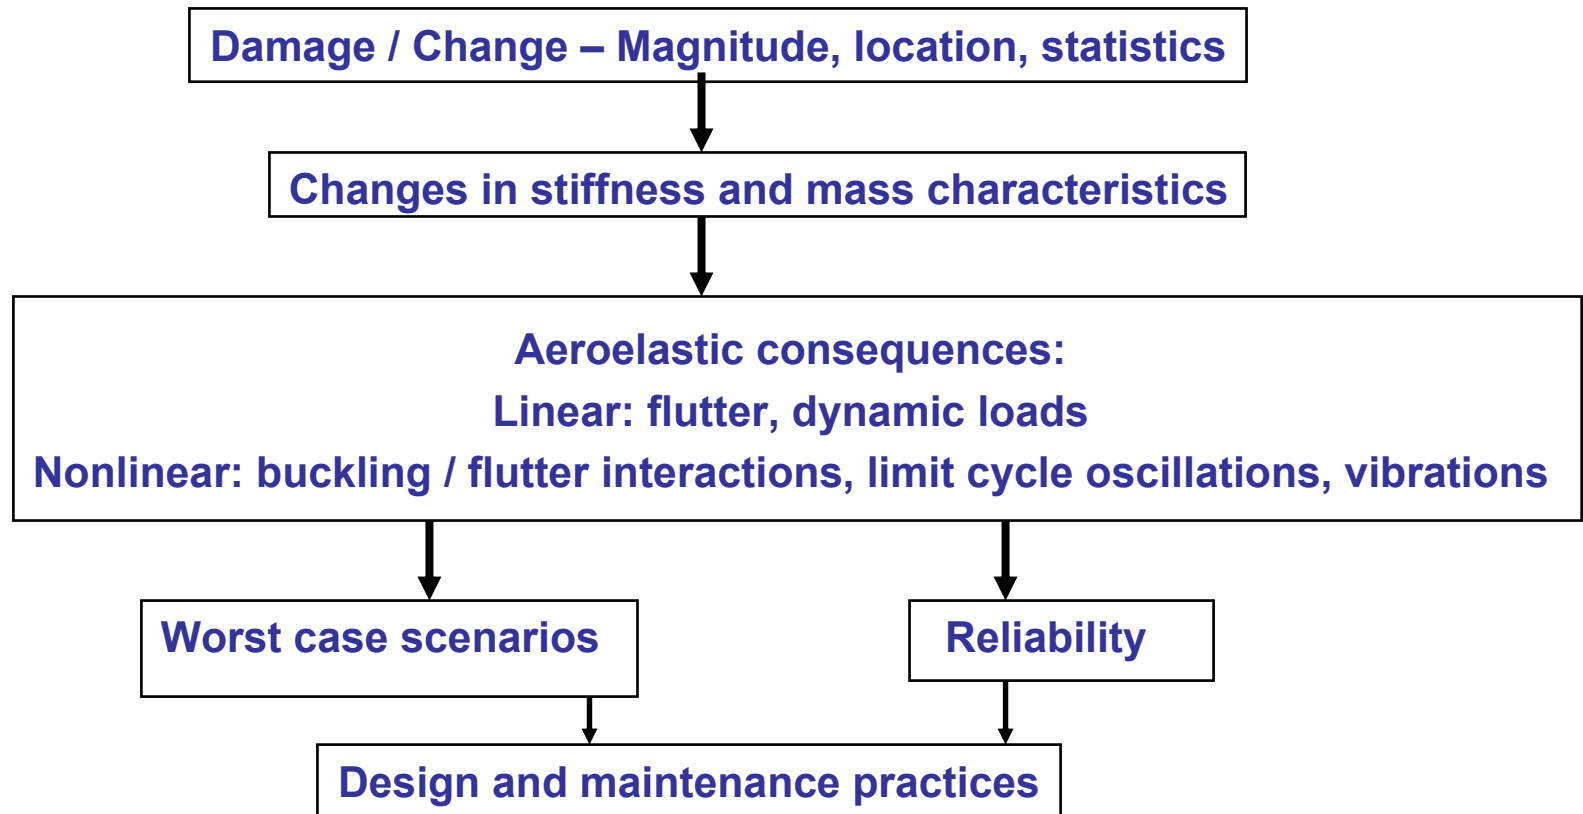 Damage / Change – Magnitude, location, statistics
Changes in stiffness and mass characteristics
Aeroelastic consequences:
Linear: flutter, dynamic loads
Nonlinear: buckling / flutter interactions, limit cycle oscillations, vibrations
Worst case scenarios
Reliability
Design and maintenance practices